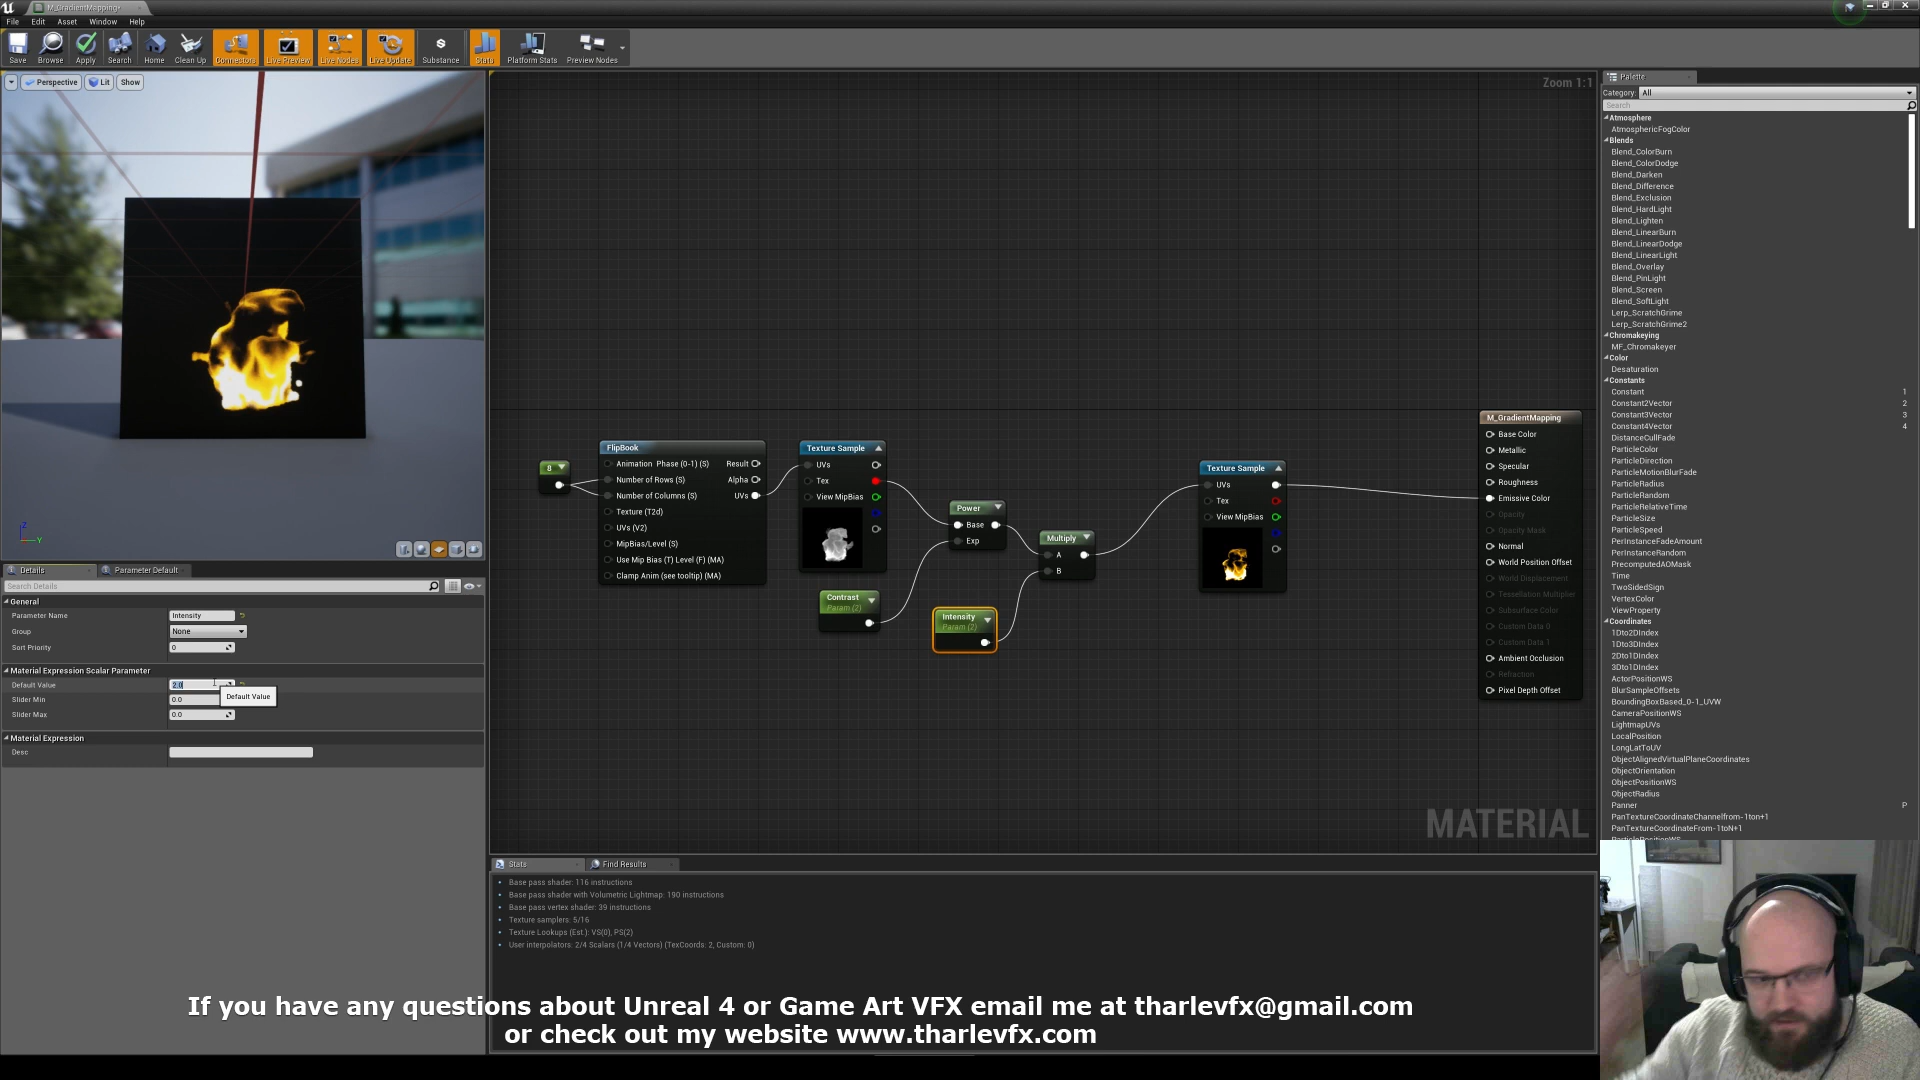 M_GradientMapping*
File Edit Asset Window Help
Save Browse Apply Search Home Clean Up Connectors Live Preview Live Nodes Live Update Substance Stats Platform Stats Preview Nodes
Perspective Lit Show
Zoom 1:1
FlipBook
Animation Phase (0-1) (S) Result
Number of Rows (S) Alpha
Number of Columns (S) UVs
Texture (T2d)
UVs (V2)
MipBias/Level (S)
Use Mip Bias (T) Level (F) (MA)
Clamp Anim (see tooltip) (MA)
8
Texture Sample
UVs
Tex
View MipBias
Power
Base
Exp
Contrast
Param (2)
Multiply
A
B
Intensity
Param (2)
Texture Sample
UVs
Tex
View MipBias
M_GradientMapping
Base Color
Metallic
Specular
Roughness
Emissive Color
Opacity
Opacity Mask
Normal
World Position Offset
World Displacement
Tessellation Multiplier
Subsurface Color
Custom Data 0
Custom Data 1
Ambient Occlusion
Refraction
Pixel Depth Offset
MATERIAL
Z
Y
Details Parameter Default
Search Details
General
Parameter Name Intensity
Group None
Sort Priority 0
Material Expression Scalar Parameter
Default Value 2.0
Slider Min 0.0
Slider Max 0.0
Default Value
Material Expression
Desc
Stats Find Results
Base pass shader: 116 instructions
Base pass shader with Volumetric Lightmap: 190 instructions
Base pass vertex shader: 39 instructions
Texture samplers: 5/16
Texture Lookups (Est.): VS(0), PS(2)
User interpolators: 2/4 Scalars (1/4 Vectors) (TexCoords: 2, Custom: 0)
Palette
Category: All
Search
Atmosphere
AtmosphericFogColor
Blends
Blend_ColorBurn
Blend_ColorDodge
Blend_Darken
Blend_Difference
Blend_Exclusion
Blend_HardLight
Blend_Lighten
Blend_LinearBurn
Blend_LinearDodge
Blend_LinearLight
Blend_Overlay
Blend_PinLight
Blend_Screen
Blend_SoftLight
Lerp_ScratchGrime
Lerp_ScratchGrime2
Chromakeying
MF_Chromakeyer
Color
Desaturation
Constants
Constant 1
Constant2Vector 2
Constant3Vector 3
Constant4Vector 4
DistanceCullFade
ParticleColor
ParticleDirection
ParticleMotionBlurFade
ParticleRadius
ParticleRandom
ParticleRelativeTime
ParticleSize
ParticleSpeed
PerInstanceFadeAmount
PerInstanceRandom
PrecomputedAOMask
Time
TwoSidedSign
VertexColor
ViewProperty
Coordinates
1Dto2DIndex
1Dto3DIndex
2Dto1DIndex
3Dto1DIndex
ActorPositionWS
BlurSampleOffsets
BoundingBoxBased_0-1_UVW
CameraPositionWS
LightmapUVs
LocalPosition
LongLatToUV
ObjectAlignedVirtualPlaneCoordinates
ObjectOrientation
ObjectPositionWS
ObjectRadius
Panner P
PanTextureCoordinateChannelfrom-1ton+1
PanTextureCoordinateFrom-1toN+1
If you have any questions about Unreal 4 or Game Art VFX email me at tharlevfx@gmail.com
or check out my website www.tharlevfx.com